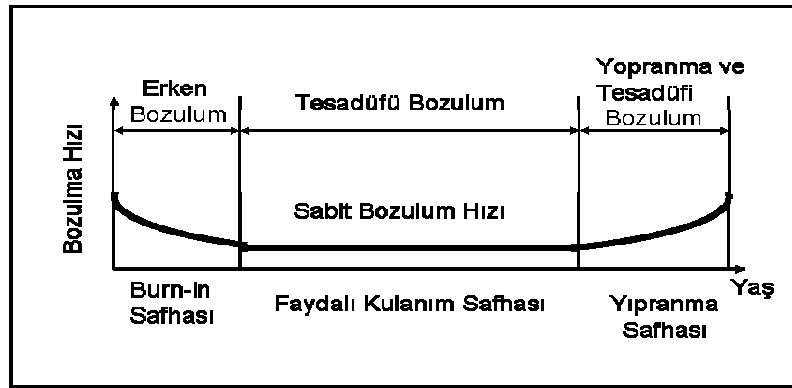 Erken
Bozulum
Tesadüfü Bozulum
Yopranma ve
Tesadüfi
Bozulum
Bozulma Hızı
Sabit Bozulum Hızı
Yaş
Burn-in
Safhası
Faydalı Kulanım Safhası
Yıpranma
Safhası